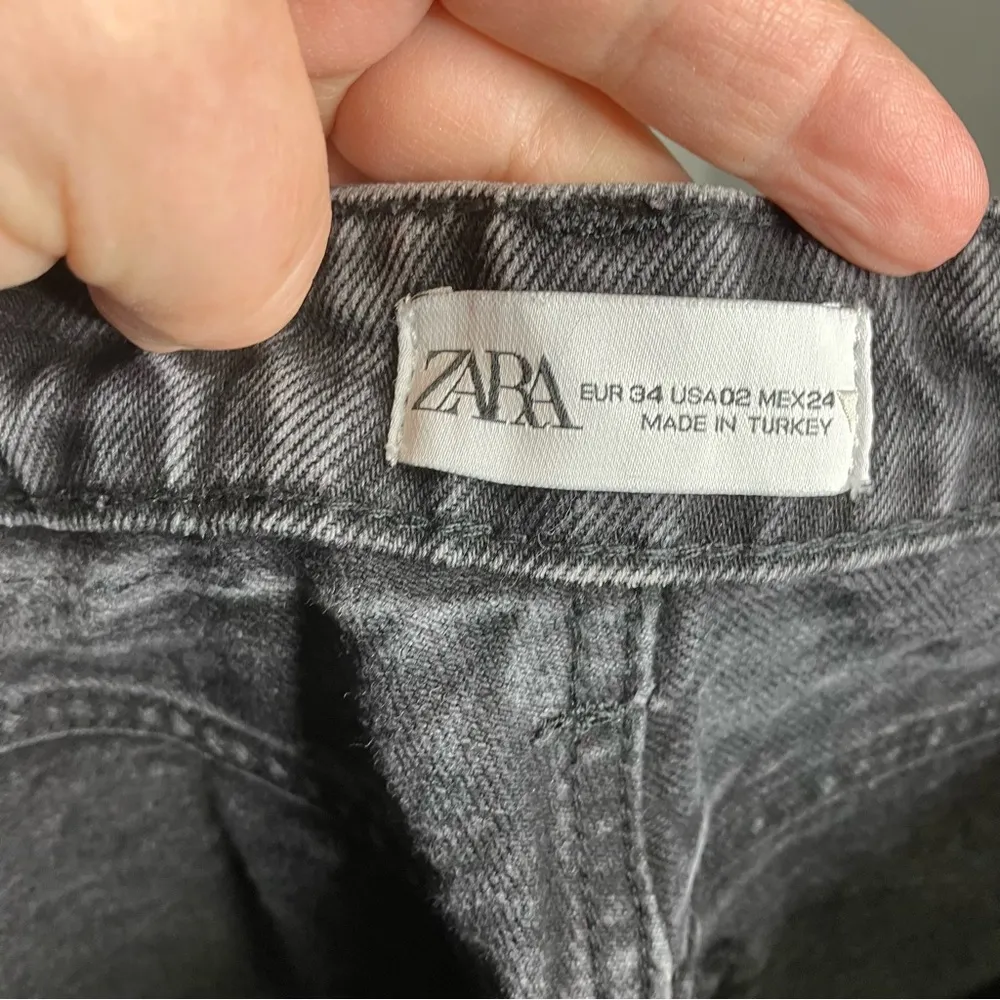 ZARA
EUR 34 USA 02 MEX 24
MADE IN TURKEY